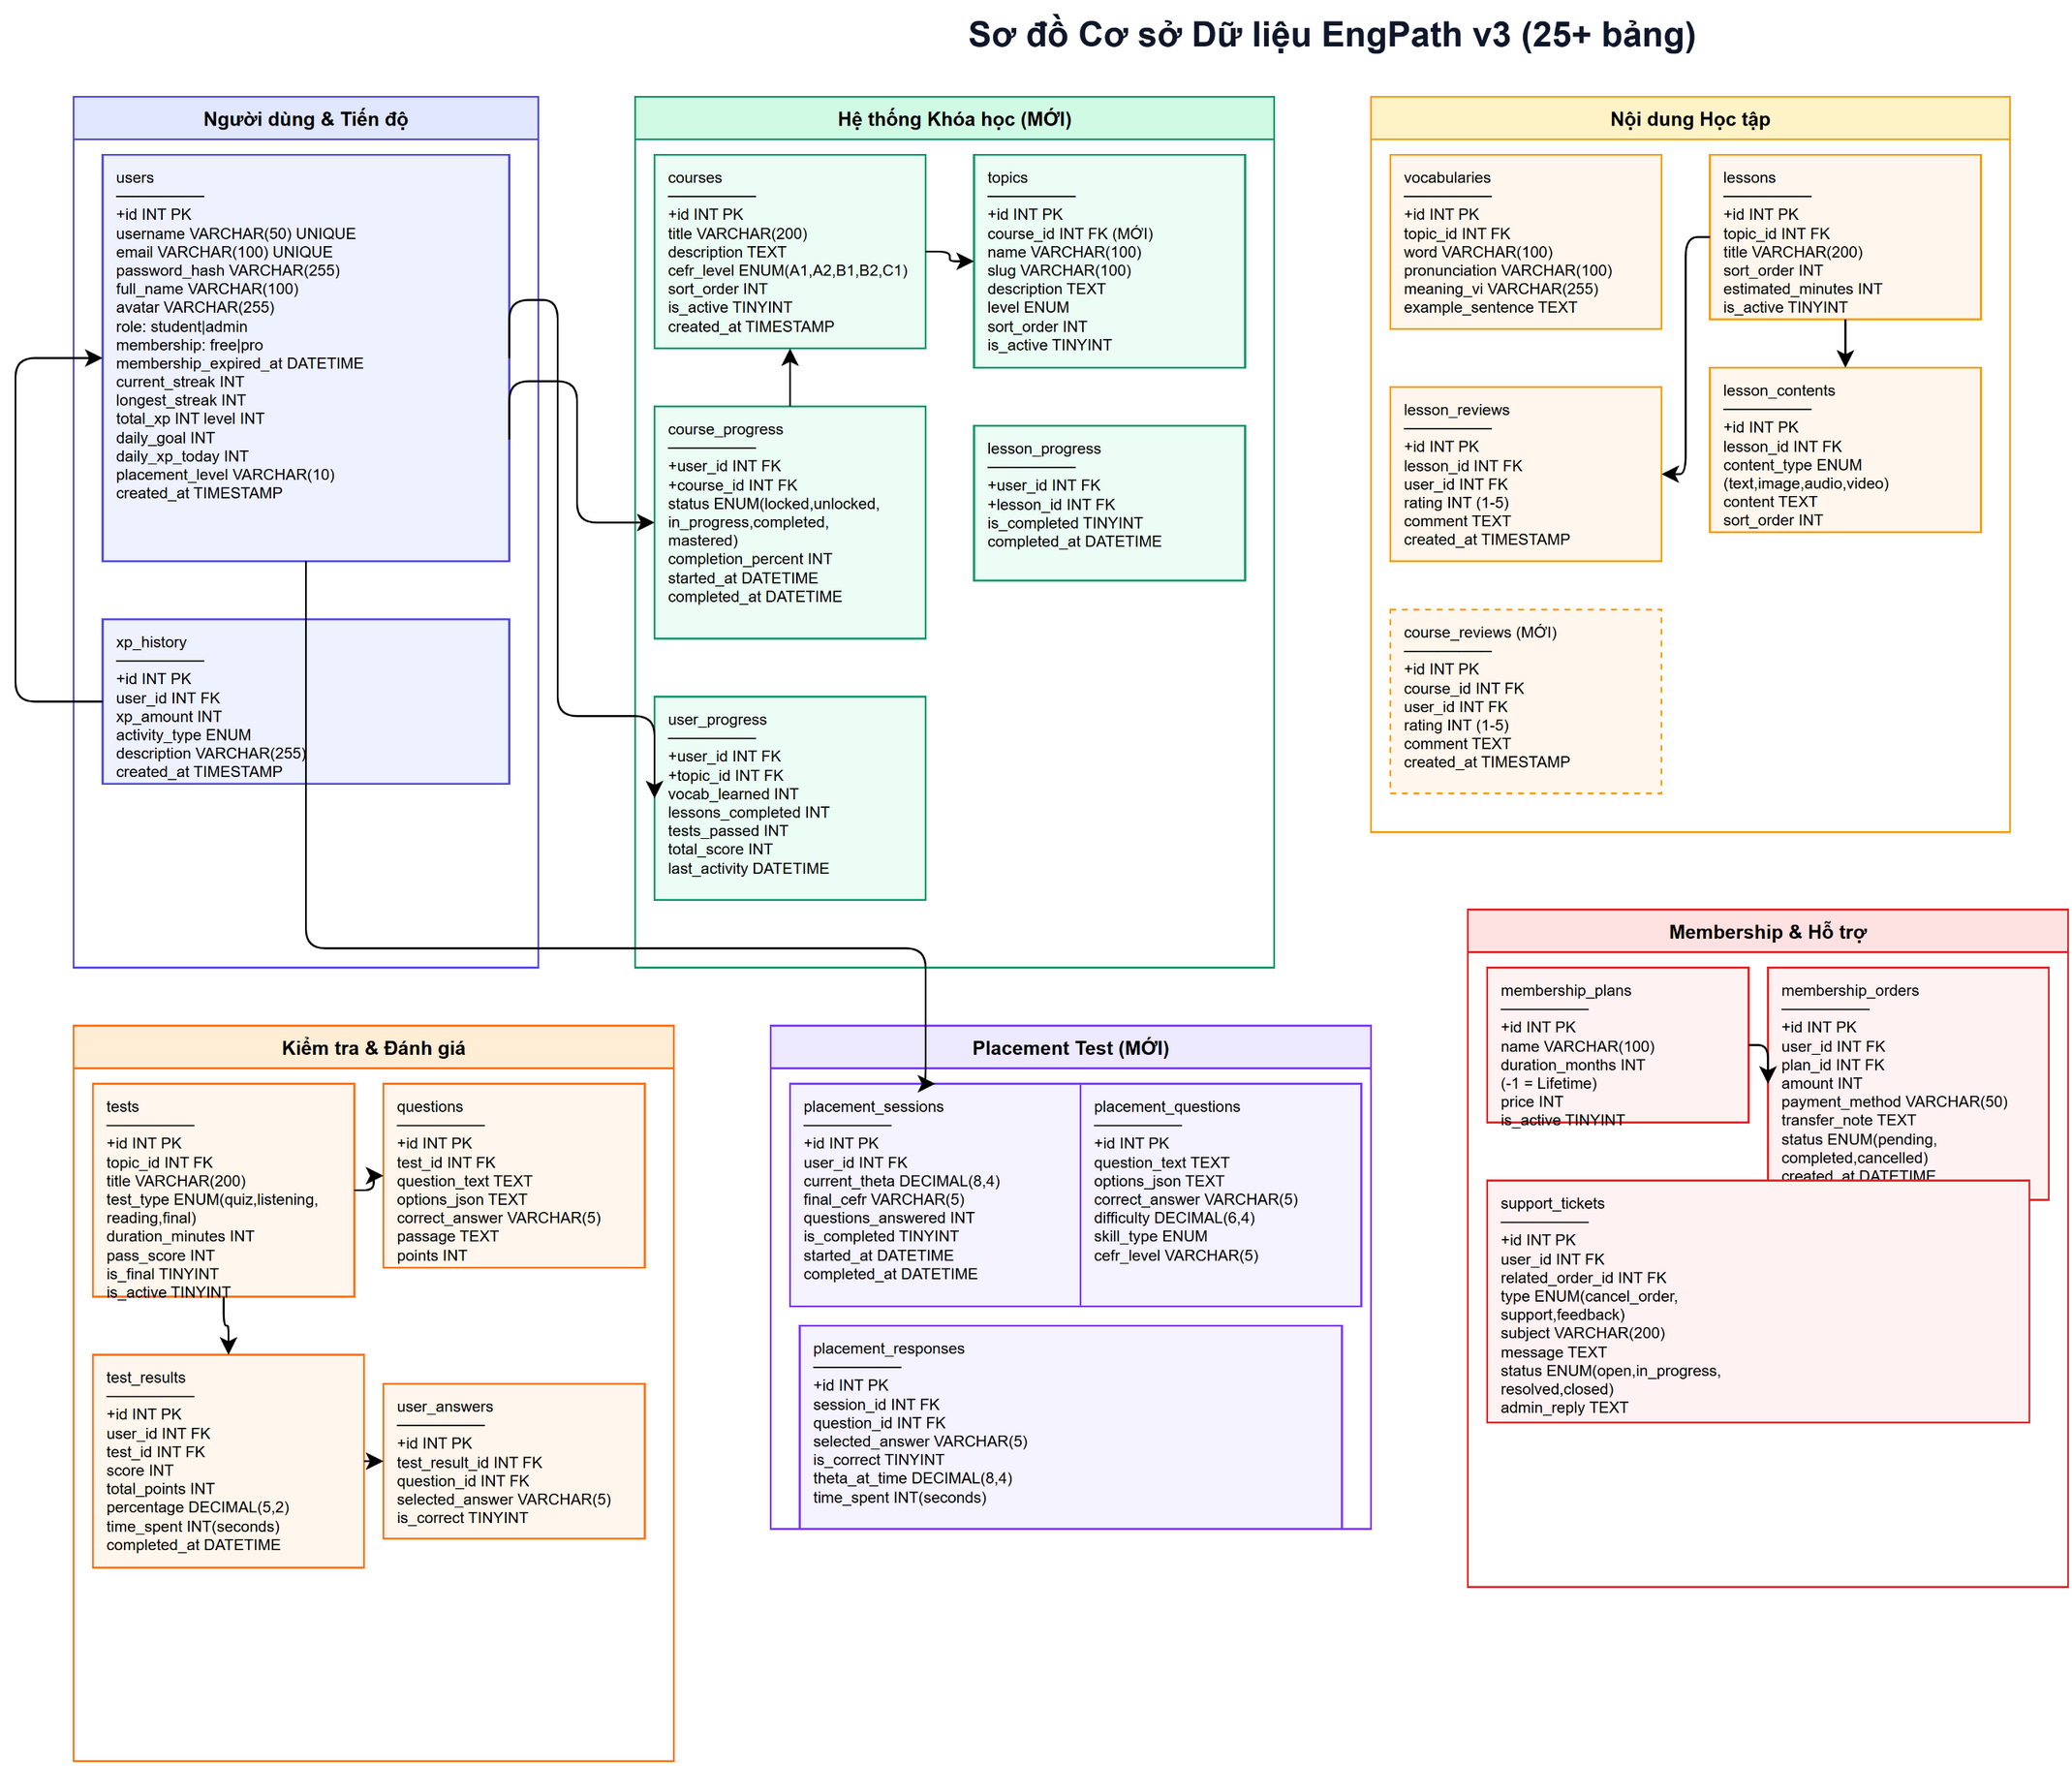 Sơ đồ Cơ sở Dữ liệu EngPath v3 (25+ bảng)
Người dùng & Tiến độ
users
+id INT PK
username VARCHAR(50) UNIQUE
email VARCHAR(100) UNIQUE
password_hash VARCHAR(255)
full_name VARCHAR(100)
avatar VARCHAR(255)
role: student|admin
membership: free|pro
membership_expired_at DATETIME
current_streak INT
longest_streak INT
total_xp INT level INT
daily_goal INT
daily_xp_today INT
placement_level VARCHAR(10)
created_at TIMESTAMP
xp_history
+id INT PK
user_id INT FK
xp_amount INT
activity_type ENUM
description VARCHAR(255)
created_at TIMESTAMP
Hệ thống Khóa học (MỚI)
courses
+id INT PK
title VARCHAR(200)
description TEXT
cefr_level ENUM(A1,A2,B1,B2,C1)
sort_order INT
is_active TINYINT
created_at TIMESTAMP
topics
+id INT PK
course_id INT FK (MỚI)
name VARCHAR(100)
slug VARCHAR(100)
description TEXT
level ENUM
sort_order INT
is_active TINYINT
course_progress
+user_id INT FK
+course_id INT FK
status ENUM(locked,unlocked,
in_progress,completed,
mastered)
completion_percent INT
started_at DATETIME
completed_at DATETIME
lesson_progress
+user_id INT FK
+lesson_id INT FK
is_completed TINYINT
completed_at DATETIME
user_progress
+user_id INT FK
+topic_id INT FK
vocab_learned INT
lessons_completed INT
tests_passed INT
total_score INT
last_activity DATETIME
Nội dung Học tập
vocabularies
+id INT PK
topic_id INT FK
word VARCHAR(100)
pronunciation VARCHAR(100)
meaning_vi VARCHAR(255)
example_sentence TEXT
lessons
+id INT PK
topic_id INT FK
title VARCHAR(200)
sort_order INT
estimated_minutes INT
is_active TINYINT
lesson_reviews
+id INT PK
lesson_id INT FK
user_id INT FK
rating INT (1-5)
comment TEXT
created_at TIMESTAMP
lesson_contents
+id INT PK
lesson_id INT FK
content_type ENUM
(text,image,audio,video)
content TEXT
sort_order INT
course_reviews (MỚI)
+id INT PK
course_id INT FK
user_id INT FK
rating INT (1-5)
comment TEXT
created_at TIMESTAMP
Kiểm tra & Đánh giá
tests
+id INT PK
topic_id INT FK
title VARCHAR(200)
test_type ENUM(quiz,listening,
reading,final)
duration_minutes INT
pass_score INT
is_final TINYINT
is_active TINYINT
questions
+id INT PK
test_id INT FK
question_text TEXT
options_json TEXT
correct_answer VARCHAR(5)
passage TEXT
points INT
test_results
+id INT PK
user_id INT FK
test_id INT FK
score INT
total_points INT
percentage DECIMAL(5,2)
time_spent INT(seconds)
completed_at DATETIME
user_answers
+id INT PK
test_result_id INT FK
question_id INT FK
selected_answer VARCHAR(5)
is_correct TINYINT
Placement Test (MỚI)
placement_sessions
+id INT PK
user_id INT FK
current_theta DECIMAL(8,4)
final_cefr VARCHAR(5)
questions_answered INT
is_completed TINYINT
started_at DATETIME
completed_at DATETIME
placement_questions
+id INT PK
question_text TEXT
options_json TEXT
correct_answer VARCHAR(5)
difficulty DECIMAL(6,4)
skill_type ENUM
cefr_level VARCHAR(5)
placement_responses
+id INT PK
session_id INT FK
question_id INT FK
selected_answer VARCHAR(5)
is_correct TINYINT
theta_at_time DECIMAL(8,4)
time_spent INT(seconds)
Membership & Hỗ trợ
membership_plans
+id INT PK
name VARCHAR(100)
duration_months INT
(-1 = Lifetime)
price INT
is_active TINYINT
membership_orders
+id INT PK
user_id INT FK
plan_id INT FK
amount INT
payment_method VARCHAR(50)
transfer_note TEXT
status ENUM(pending,
completed,cancelled)
created_at DATETIME
support_tickets
+id INT PK
user_id INT FK
related_order_id INT FK
type ENUM(cancel_order,
support,feedback)
subject VARCHAR(200)
message TEXT
status ENUM(open,in_progress,
resolved,closed)
admin_reply TEXT